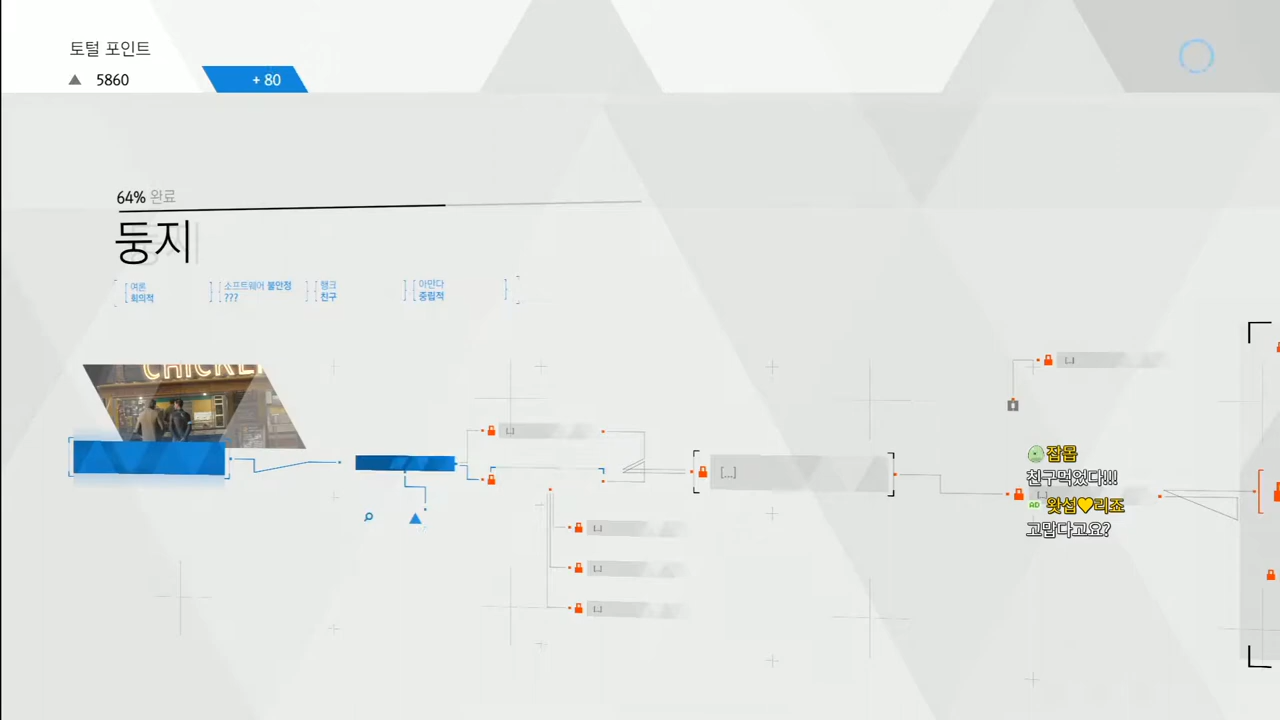 토털 포인트
5860
+ 80
64% 완료
둥지
여론
회의적
소프트웨어 불안정
???
행크
친구
아만다
중립적
CHICKE
[...]
[...]
[...]
[...]
[...]
[...]
[...]
잡몹
친구먹었다!!!
AD 왓섭💛리죠
고맙다고요?